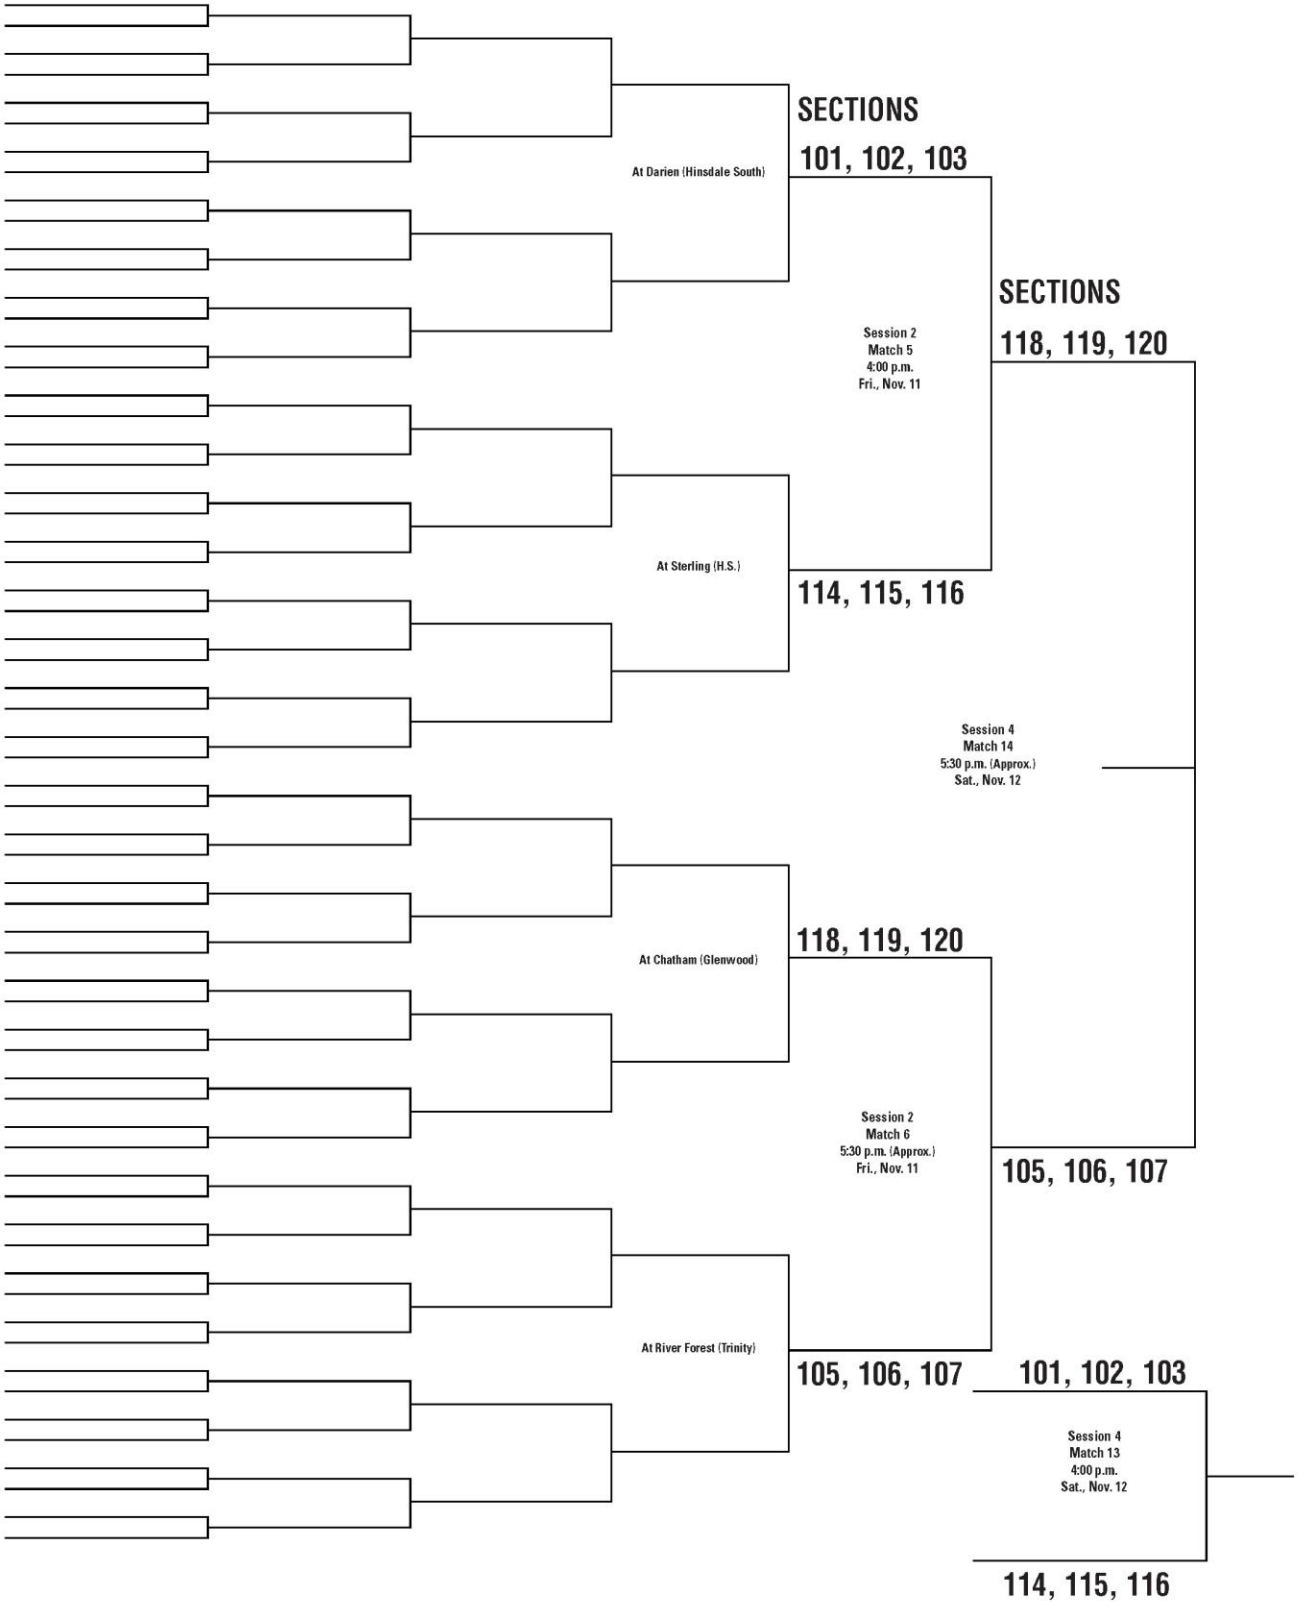 SECTIONS
101, 102, 103
At Darien (Hinsdale South)
SECTIONS
118, 119, 120
Session 2
Match 5
4:00 p.m.
Fri., Nov. 11
At Sterling (H.S.)
114, 115, 116
Session 4
Match 14
5:30 p.m. (Approx.)
Sat., Nov. 12
118, 119, 120
At Chatham (Glenwood)
Session 2
Match 6
5:30 p.m. (Approx.)
Fri., Nov. 11
105, 106, 107
At River Forest (Trinity)
105, 106, 107
101, 102, 103
Session 4
Match 13
4:00 p.m.
Sat., Nov. 12
114, 115, 116